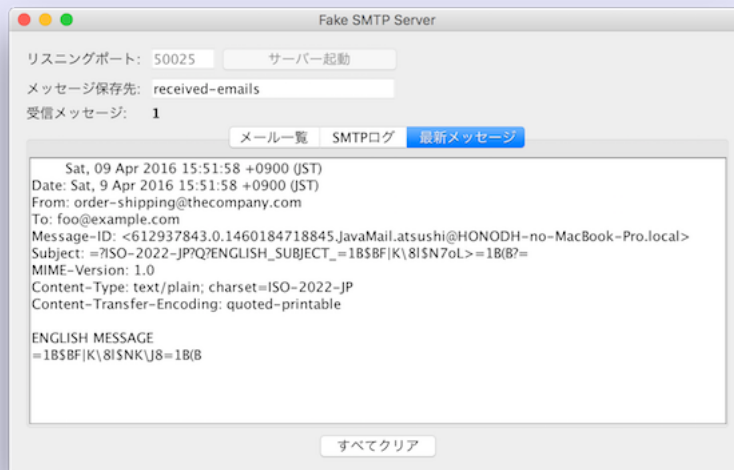 Fake SMTP Server
リスニングポート: 50025 サーバー起動
メッセージ保存先: received-emails
受信メッセージ: 1
メール一覧 SMTPログ 最新メッセージ
Sat, 09 Apr 2016 15:51:58 +0900 (JST)
Date: Sat, 9 Apr 2016 15:51:58 +0900 (JST)
From: order-shipping@thecompany.com
To: foo@example.com
Message-ID: <612937843.0.1460184718845.JavaMail.atsushi@HONODH-no-MacBook-Pro.local>
Subject: =?ISO-2022-JP?Q?ENGLISH_SUBJECT_=1B$BF|K\8l$N7oL>=1B(B?=
MIME-Version: 1.0
Content-Type: text/plain; charset=ISO-2022-JP
Content-Transfer-Encoding: quoted-printable
ENGLISH MESSAGE
=1B$BF|K\8l$NK\J8=1B(B
すべてクリア